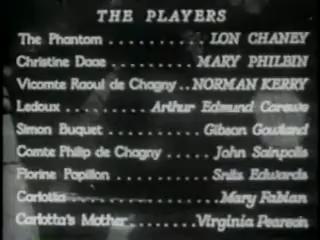 THE PLAYERS
The Phantom .......... LON CHANEY
Christine Daae ......... MARY PHILBIN
Vicomte Raoul de Chagny .. NORMAN KERRY
Ledoux ......... Arthur Edmund Carewe
Simon Buquet .......... Gibson Gowland
Comte Philip de Chagny ..... John Sainpolis
Florine Papillon .......... Snitz Edwards
Carlotta ............... Mary Fabian
Carlotta's Mother ........ Virginia Pearson